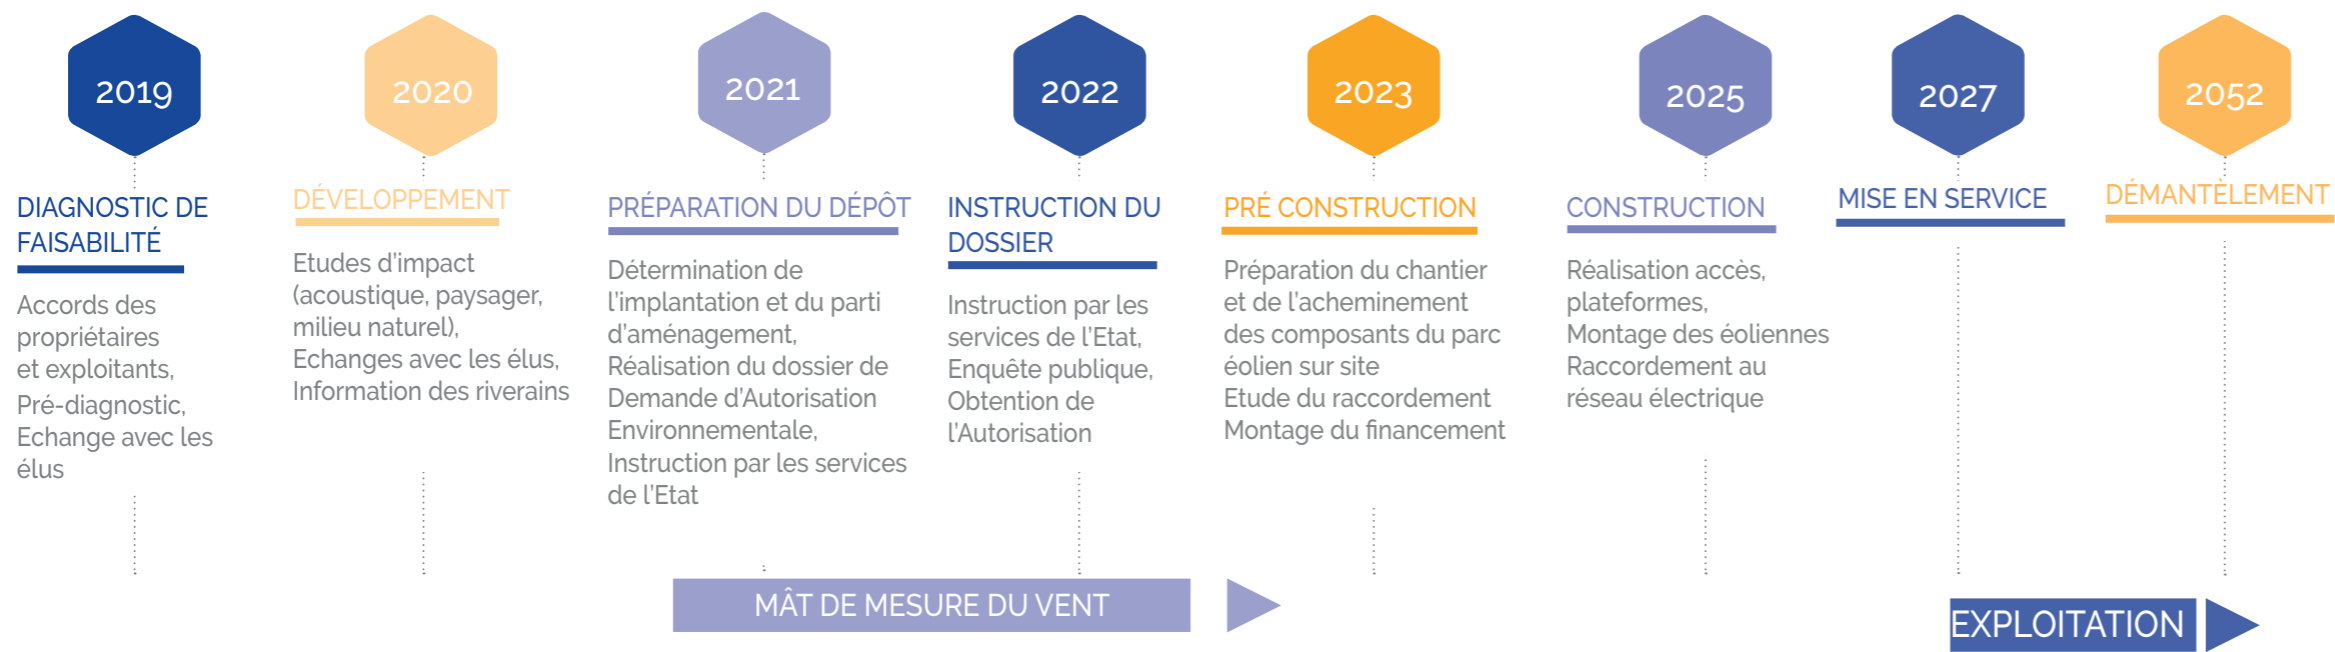 2019
DIAGNOSTIC DE
FAISABILITÉ
Accords des
propriétaires
et exploitants,
Pré-diagnostic,
Echange avec les
élus
2020
DÉVELOPPEMENT
Etudes d’impact
(acoustique, paysager,
milieu naturel),
Echanges avec les élus,
Information des riverains
2021
PRÉPARATION DU DÉPÔT
Détermination de
l’implantation et du parti
d’aménagement,
Réalisation du dossier de
Demande d’Autorisation
Environnementale,
Instruction par les services
de l’Etat
2022
INSTRUCTION DU
DOSSIER
Instruction par les
services de l’Etat,
Enquête publique,
Obtention de
l’Autorisation
2023
PRÉ CONSTRUCTION
Préparation du chantier
et de l’acheminement
des composants du parc
éolien sur site
Etude du raccordement
Montage du financement
2025
CONSTRUCTION
Réalisation accès,
plateformes,
Montage des éoliennes
Raccordement au
réseau électrique
2027
MISE EN SERVICE
2052
DÉMANTÈLEMENT
MÂT DE MESURE DU VENT
EXPLOITATION